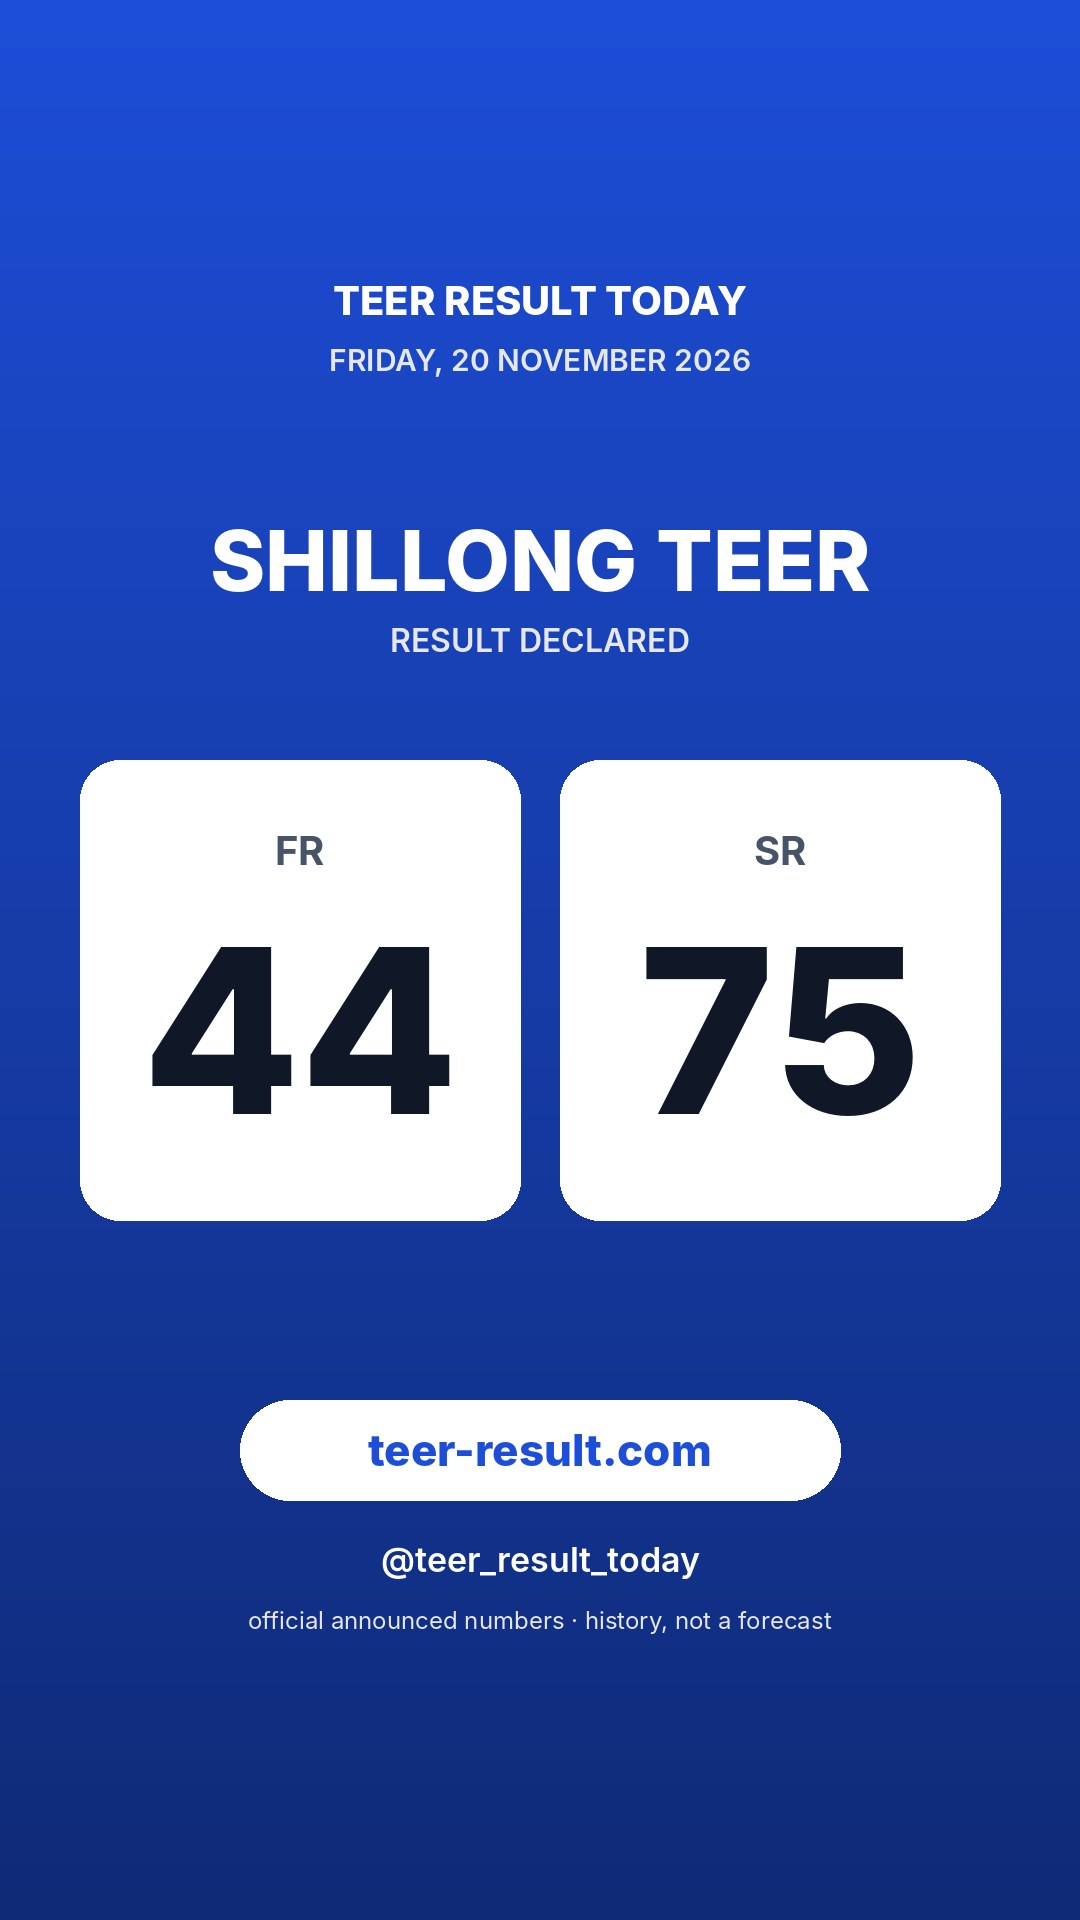 TEER RESULT TODAY
FRIDAY, 20 NOVEMBER 2026
SHILLONG TEER
RESULT DECLARED
FR
44
SR
75
teer-result.com
@teer_result_today
official announced numbers · history, not a forecast